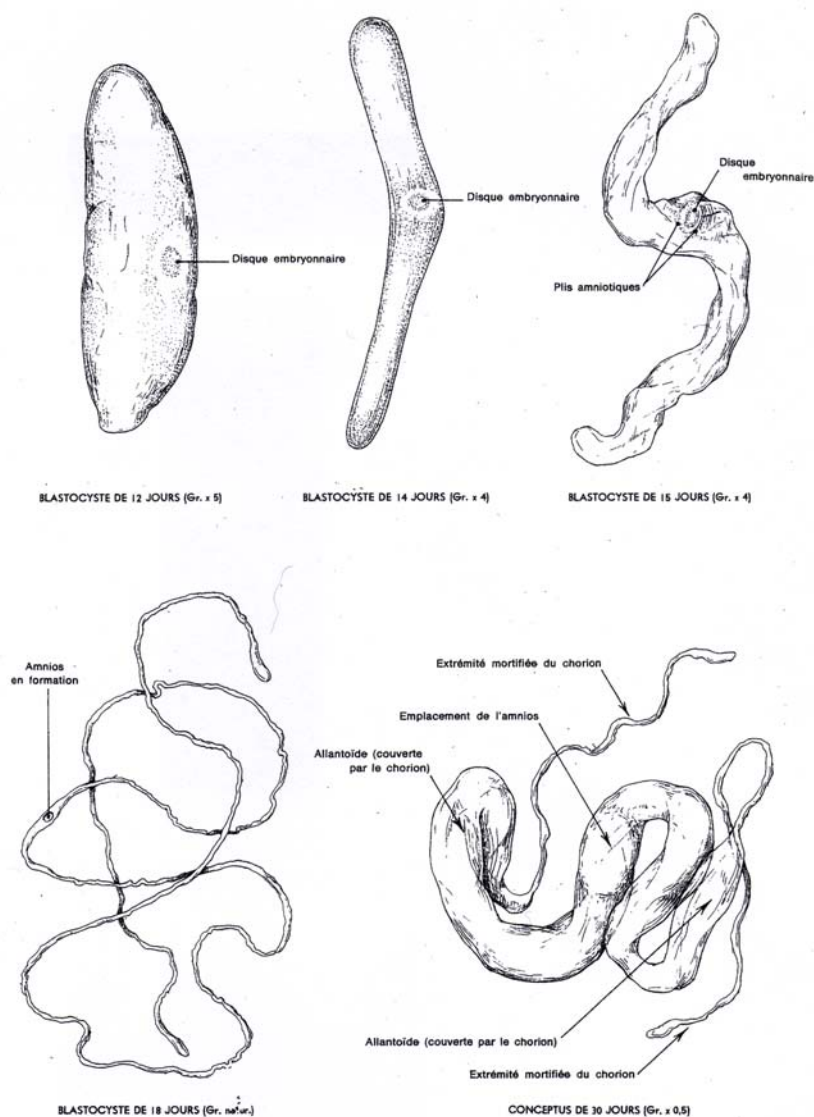 Disque embryonnaire
Disque embryonnaire
Disque
embryonnaire
Plis amniotiques
BLASTOCYSTE DE 12 JOURS (Gr. x 5)
BLASTOCYSTE DE 14 JOURS (Gr. x 4)
BLASTOCYSTE DE 15 JOURS (Gr. x 4)
Amnios
en formation
Extrémité mortifiée du chorion
Emplacement de l'amnios
Allantoïde (couverte
par le chorion)
Allantoïde (couverte par le chorion)
Extrémité mortifiée du chorion
BLASTOCYSTE DE 18 JOURS (Gr. natur.)
CONCEPTUS DE 30 JOURS (Gr. x 0,5)